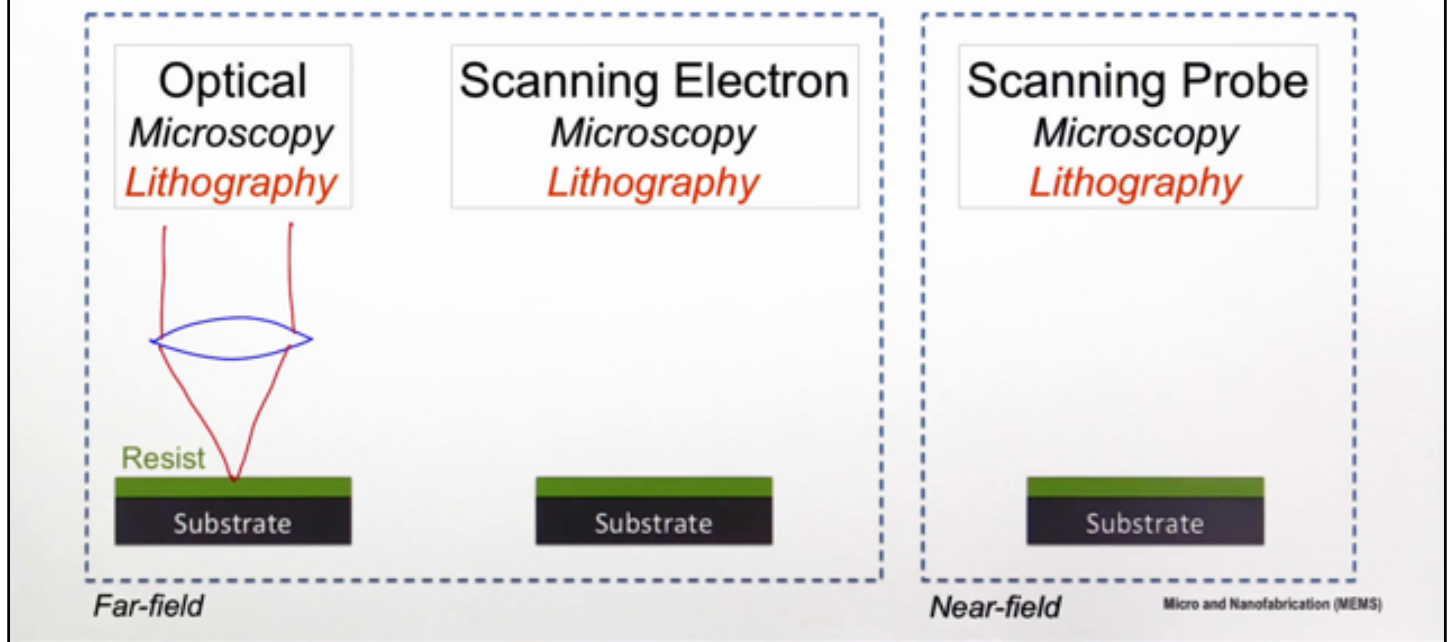 Optical
Microscopy
Lithography
Scanning Electron
Microscopy
Lithography
Scanning Probe
Microscopy
Lithography
Resist
Substrate
Substrate
Substrate
Far-field
Near-field
Micro and Nanofabrication (MEMS)